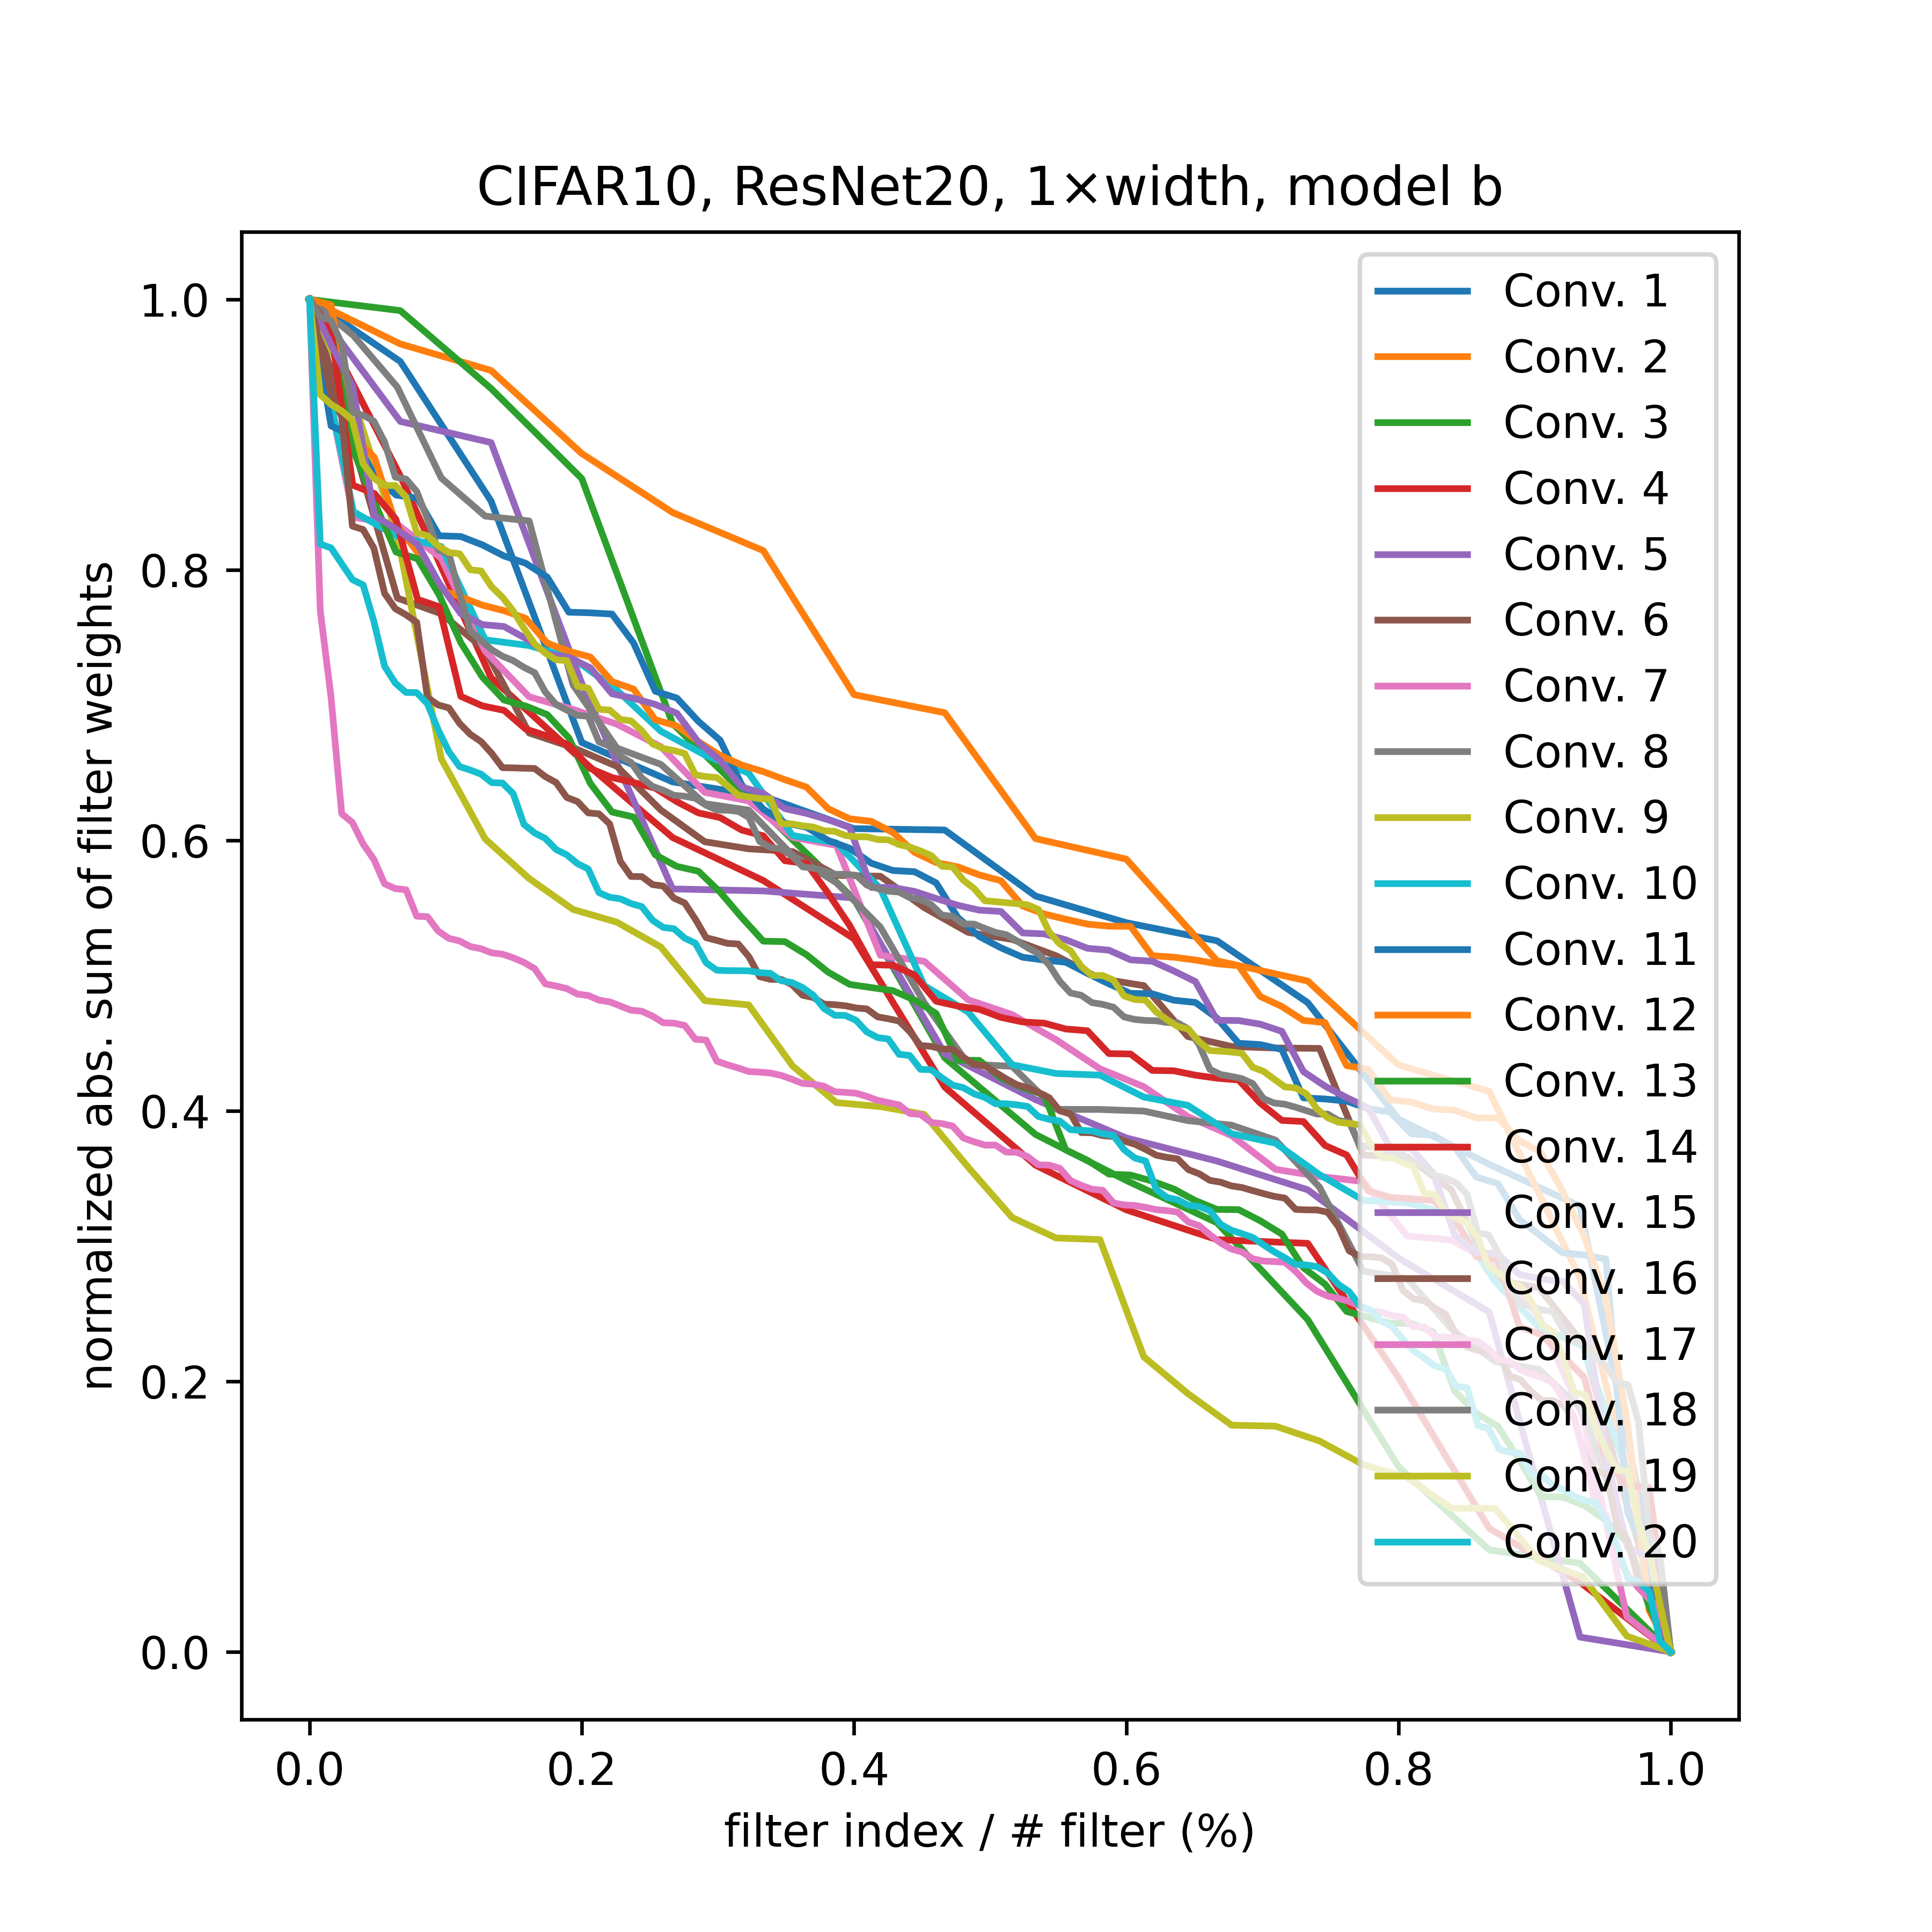 CIFAR10, ResNet20, 1×width, model b
normalized abs. sum of filter weights
1.0
0.8
0.6
0.4
0.2
0.0
Conv. 1
Conv. 2
Conv. 3
Conv. 4
Conv. 5
Conv. 6
Conv. 7
Conv. 8
Conv. 9
Conv. 10
Conv. 11
Conv. 12
Conv. 13
Conv. 14
Conv. 15
Conv. 16
Conv. 17
Conv. 18
Conv. 19
Conv. 20
0.0 0.2 0.4 0.6 0.8 1.0
filter index / # filter (%)